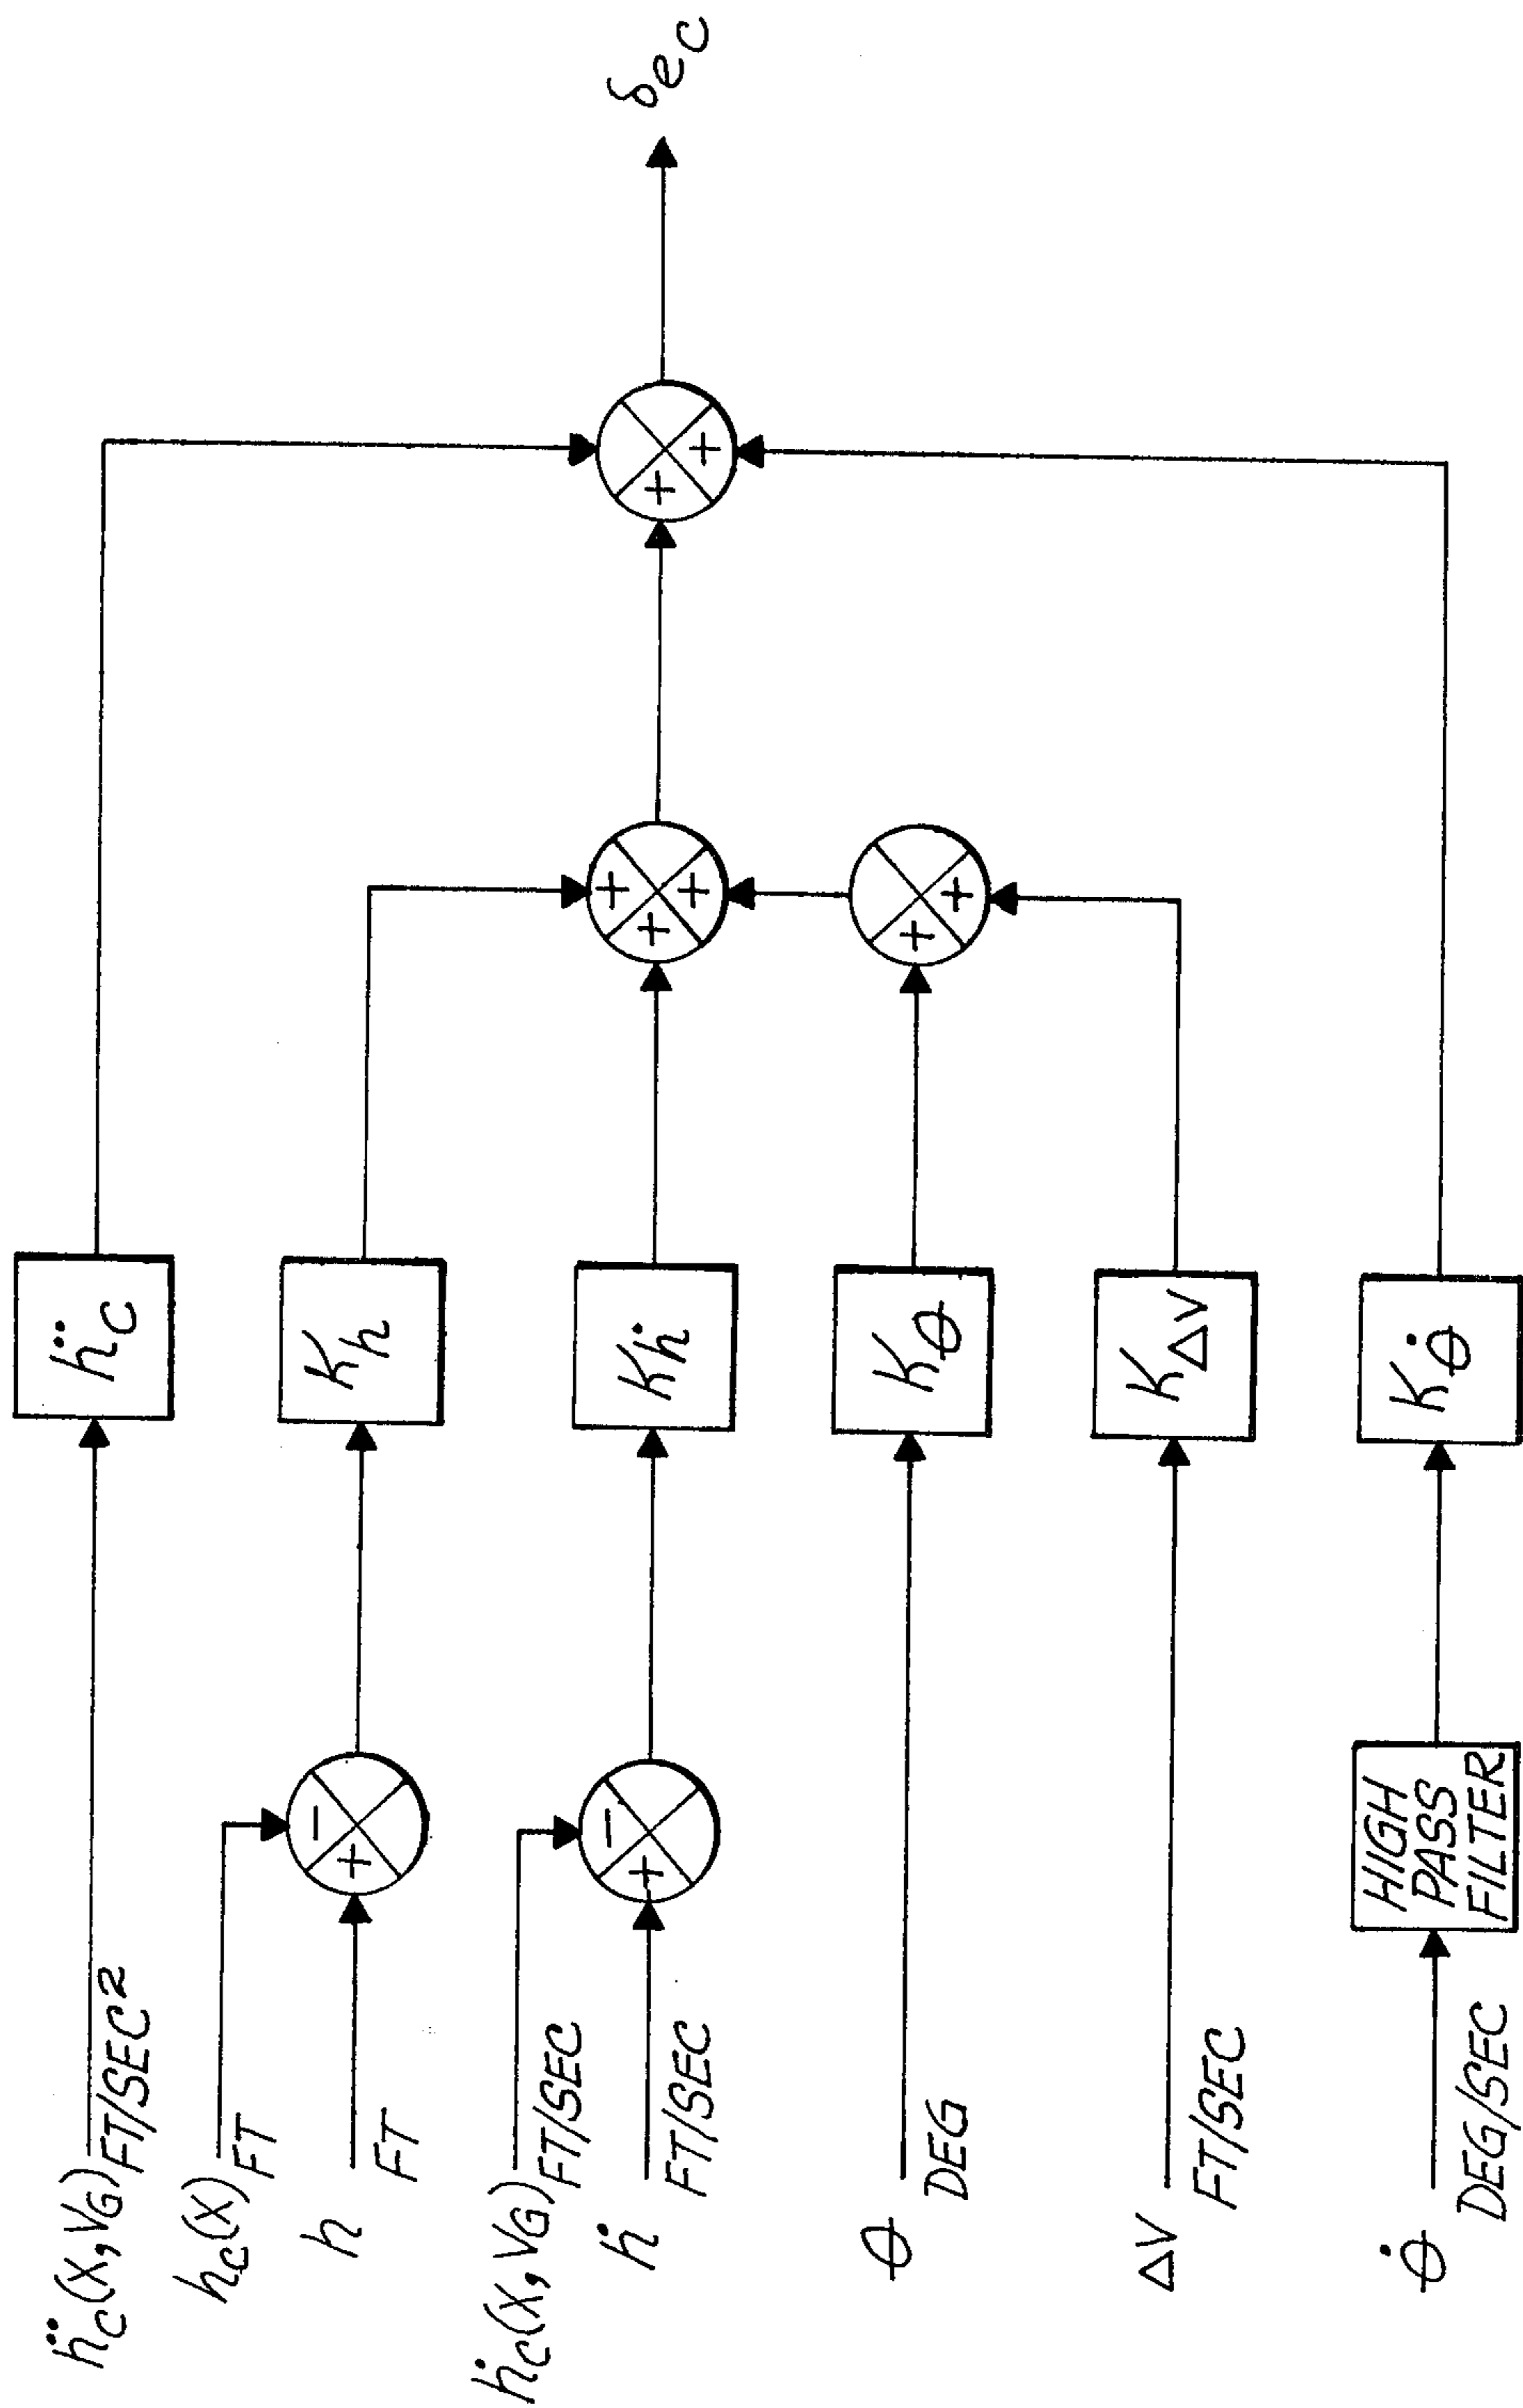 ḧc(X, VG) FT/SEC²
ḧc
hc(X) FT
−
h
FT
+
Kh
+
ḣc(X, VG) FT/SEC
−
ḣ
FT/SEC
+
Kḣ
+
+
+
+
δec
θ
DEG
Kθ
+
+
ΔV
FT/SEC
KΔV
θ̇
DEG/SEC
HIGH
PASS
FILTER
Kθ̇